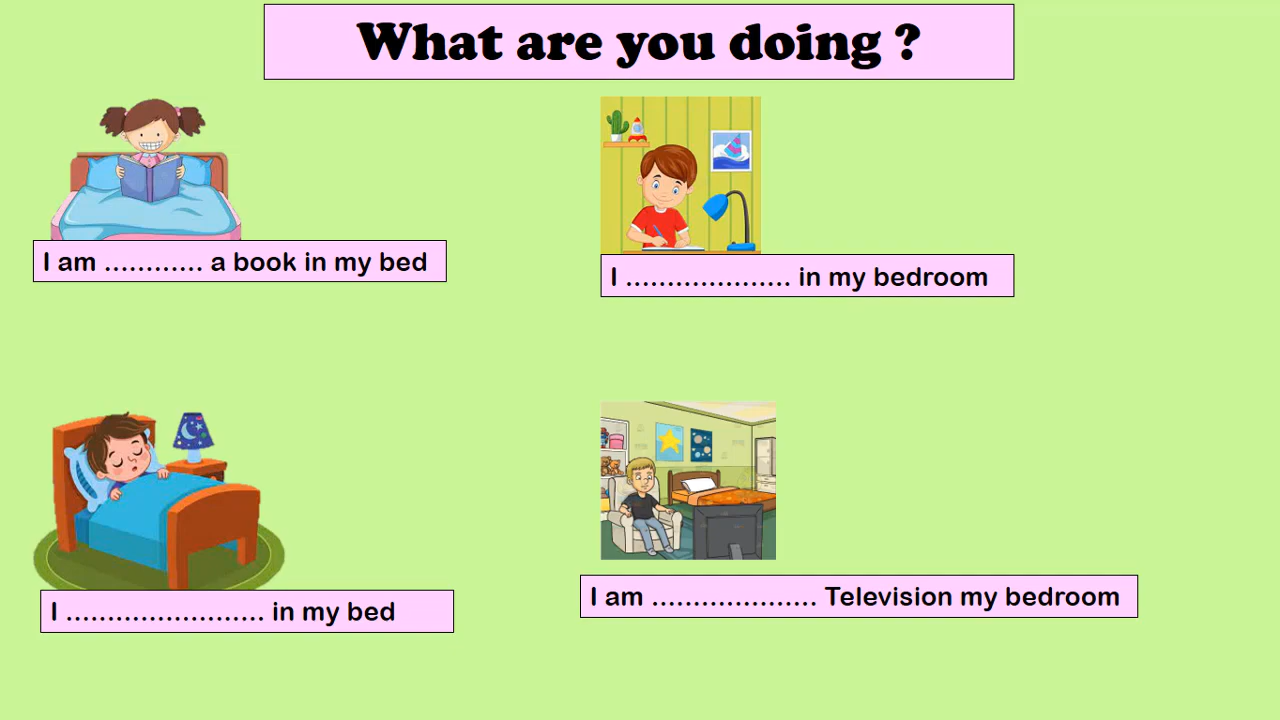 What are you doing ?
I am ………… a book in my bed
I ……………….. in my bedroom
I …………………… in my bed
I am ……………….. Television my bedroom